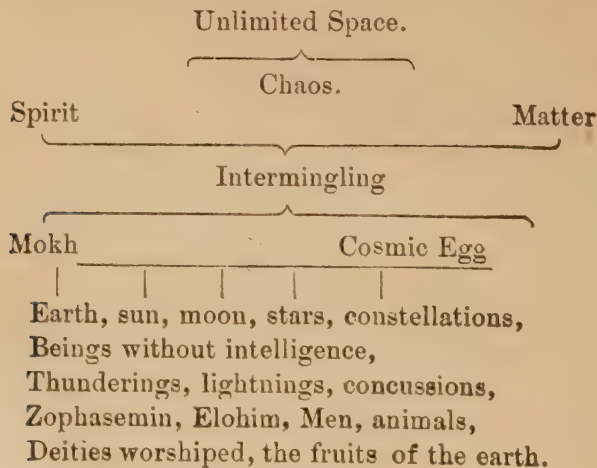 Unlimited Space.
Chaos.
Spirit Matter
Intermingling
Mokh Cosmic Egg
Earth, sun, moon, stars, constellations,
Beings without intelligence,
Thunderings, lightnings, concussions,
Zophasemin, Elohim, Men, animals,
Deities worshiped, the fruits of the earth.